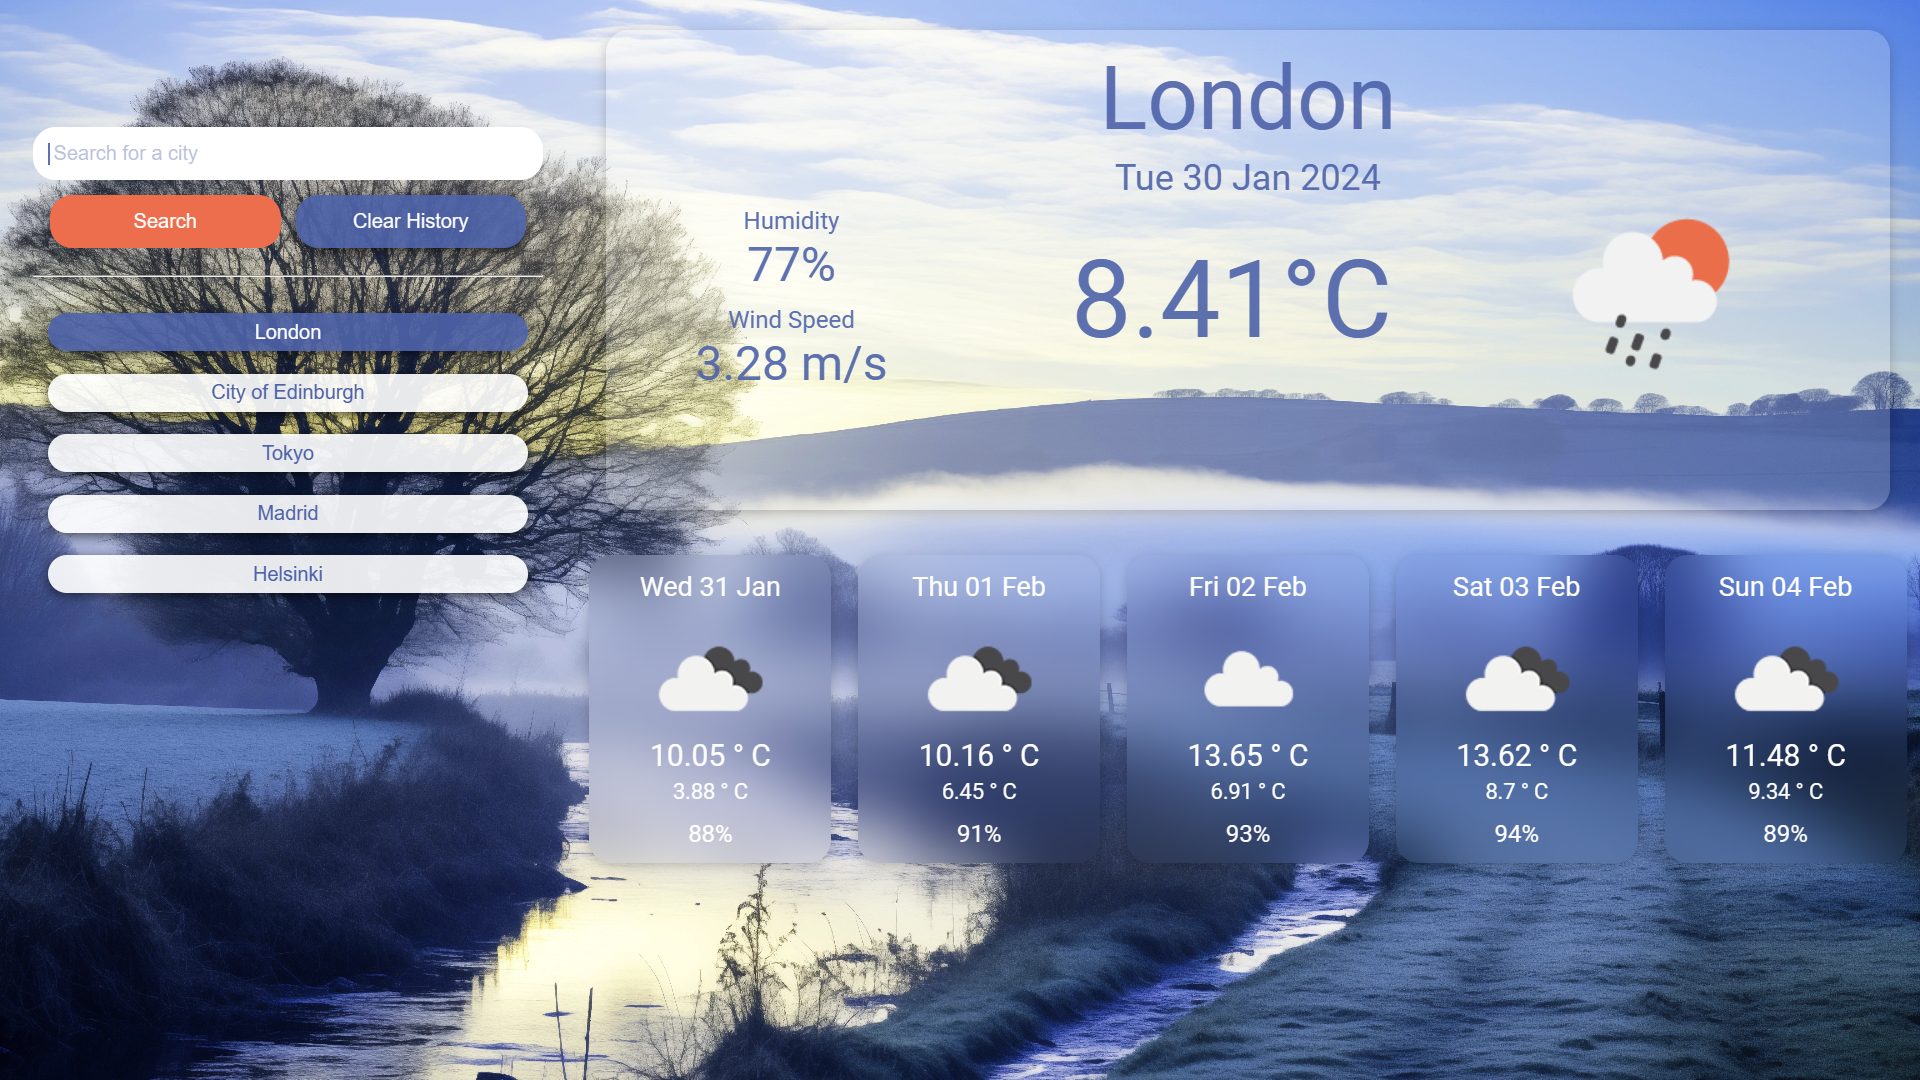 Search for a city
Search
Clear History
London
City of Edinburgh
Tokyo
Madrid
Helsinki
London
Tue 30 Jan 2024
Humidity
77%
Wind Speed
3.28 m/s
8.41°C
Wed 31 Jan
10.05 ° C
3.88 ° C
88%
Thu 01 Feb
10.16 ° C
6.45 ° C
91%
Fri 02 Feb
13.65 ° C
6.91 ° C
93%
Sat 03 Feb
13.62 ° C
8.7 ° C
94%
Sun 04 Feb
11.48 ° C
9.34 ° C
89%